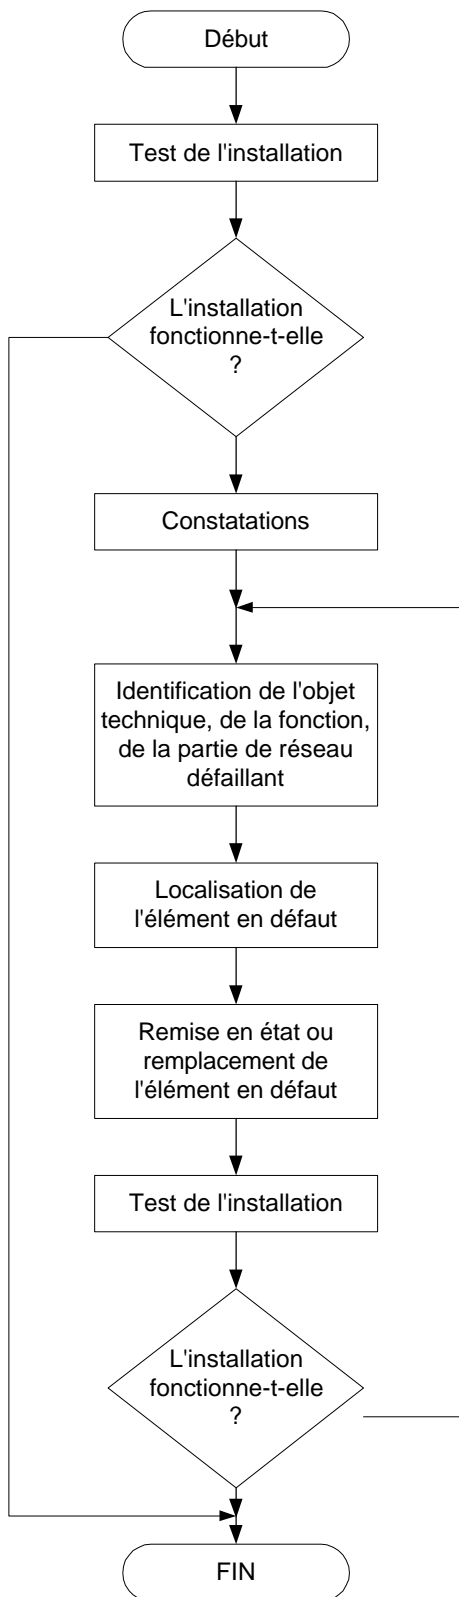 Début
Test de l'installation
L'installation
fonctionne-t-elle
?
Constatations
Identification de l'objet
technique, de la fonction,
de la partie de réseau
défaillant
Localisation de
l'élément en défaut
Remise en état ou
remplacement de
l'élément en défaut
Test de l'installation
L'installation
fonctionne-t-elle
?
FIN